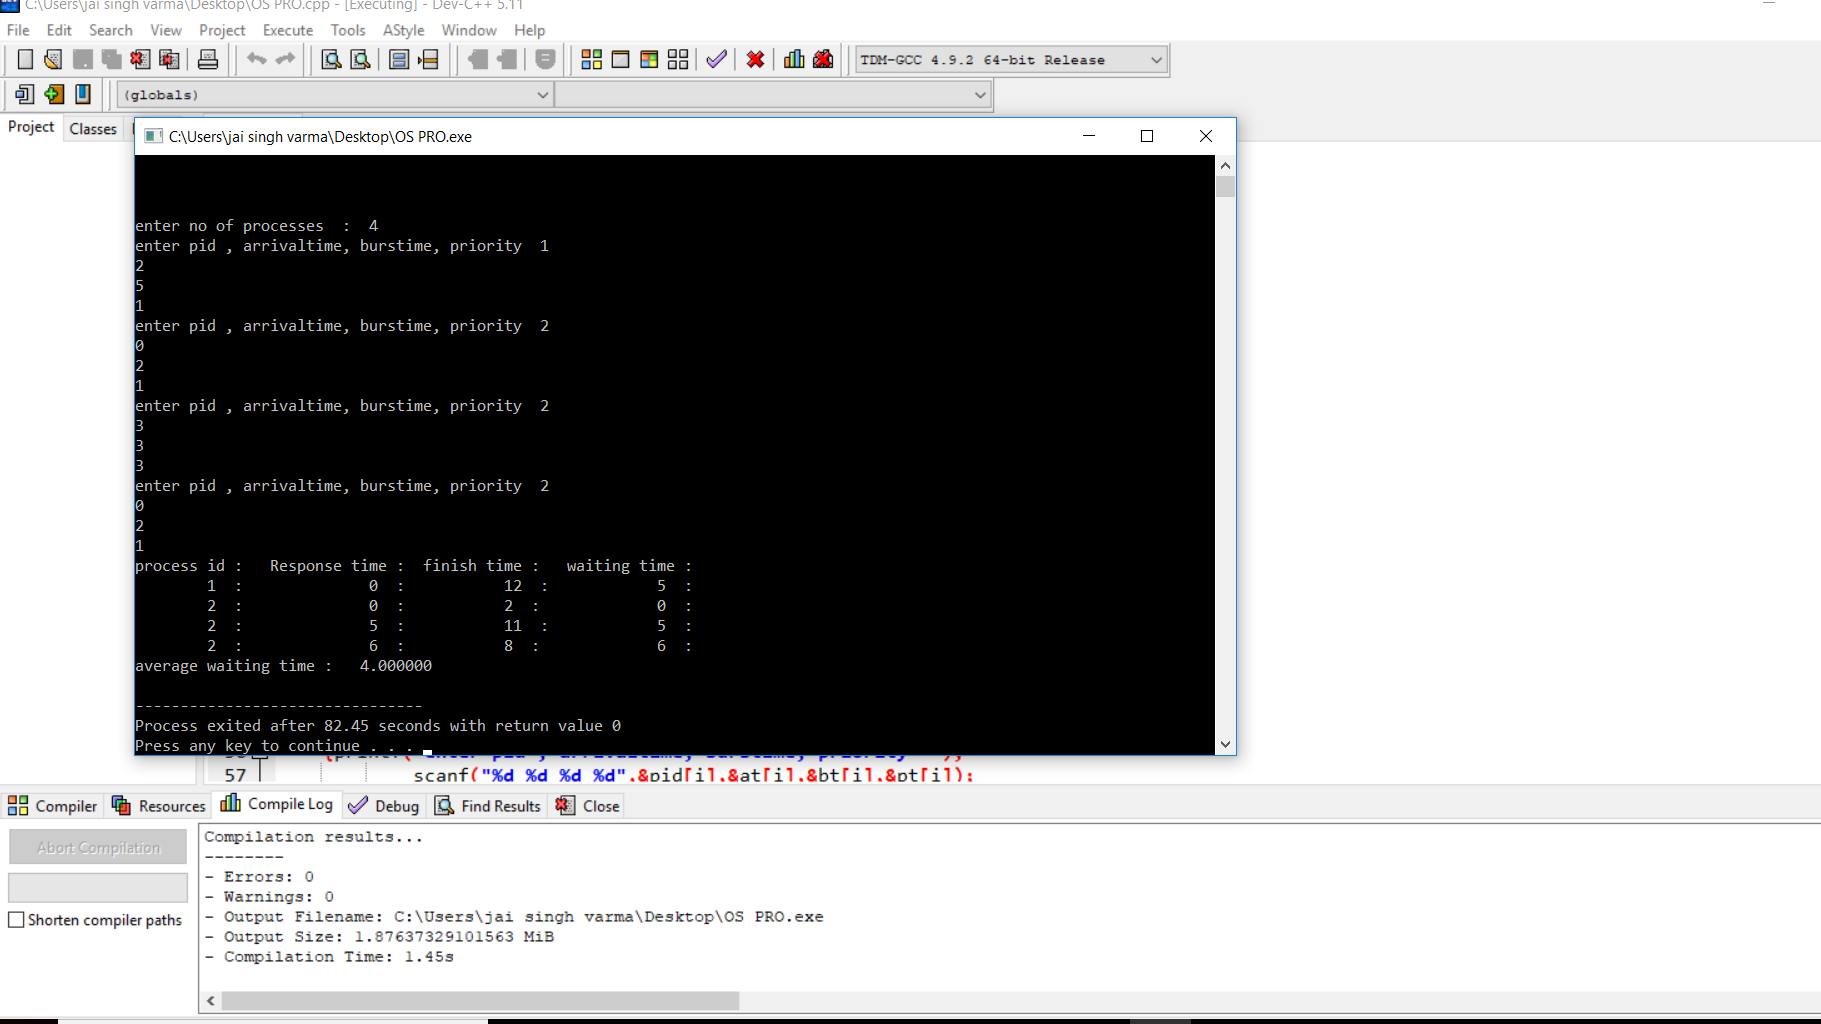 C:\Users\jai singh varma\Desktop\OS PRO.cpp - [Executing] - Dev-C++ 5.11
File Edit Search View Project Execute Tools AStyle Window Help
TDM-GCC 4.9.2 64-bit Release
(globals)
Project Classes
C:\Users\jai singh varma\Desktop\OS PRO.exe
enter no of processes : 4
enter pid , arrivaltime, burstime, priority 1
2
5
1
enter pid , arrivaltime, burstime, priority 2
0
2
1
enter pid , arrivaltime, burstime, priority 2
3
3
3
enter pid , arrivaltime, burstime, priority 2
0
2
1
process id : Response time : finish time : waiting time :
1 : 0 : 12 : 5 :
2 : 0 : 2 : 0 :
2 : 5 : 11 : 5 :
2 : 6 : 8 : 6 :
average waiting time : 4.000000
--------------------------------
Process exited after 82.45 seconds with return value 0
Press any key to continue . . .
57 scanf("%d %d %d %d",&pid[i],&at[i],&bt[i],&pt[i]);
Compiler Resources Compile Log Debug Find Results Close
Abort Compilation
Shorten compiler paths
Compilation results...
--------
- Errors: 0
- Warnings: 0
- Output Filename: C:\Users\jai singh varma\Desktop\OS PRO.exe
- Output Size: 1.87637329101563 MiB
- Compilation Time: 1.45s